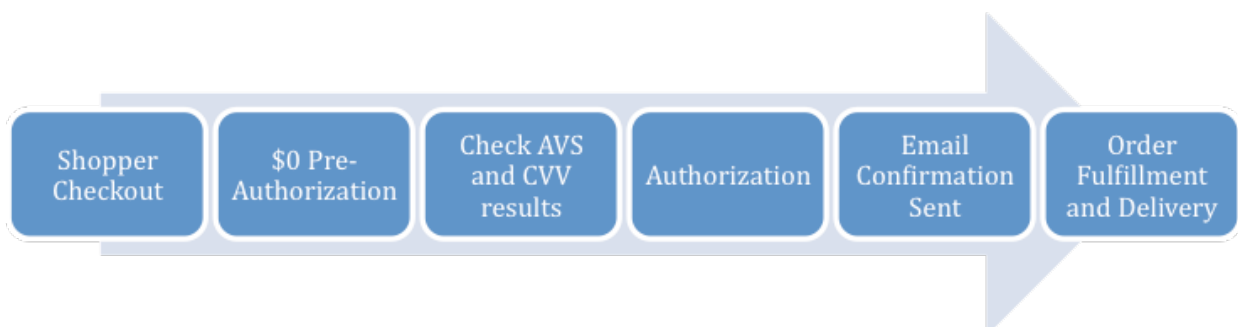 Shopper
Checkout
$0 Pre-
Authorization
Check AVS
and CVV
results
Authorization
Email
Confirmation
Sent
Order
Fulfillment
and Delivery